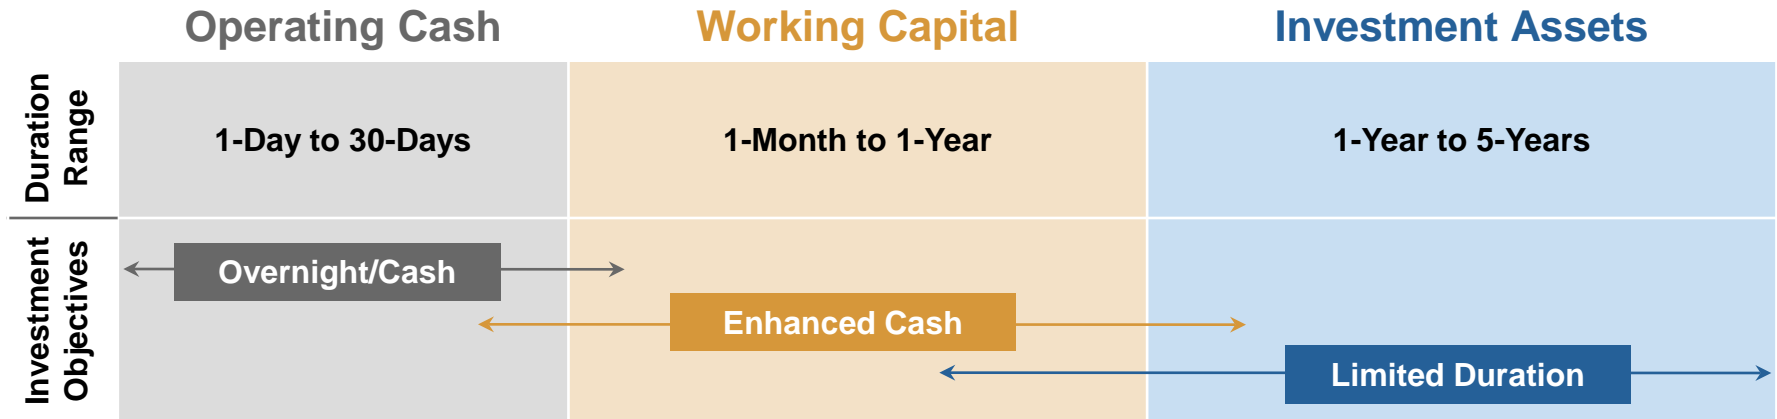 Operating Cash
Working Capital
Investment Assets
Duration
Range
1-Day to 30-Days
1-Month to 1-Year
1-Year to 5-Years
Investment
Objectives
Overnight/Cash
Enhanced Cash
Limited Duration